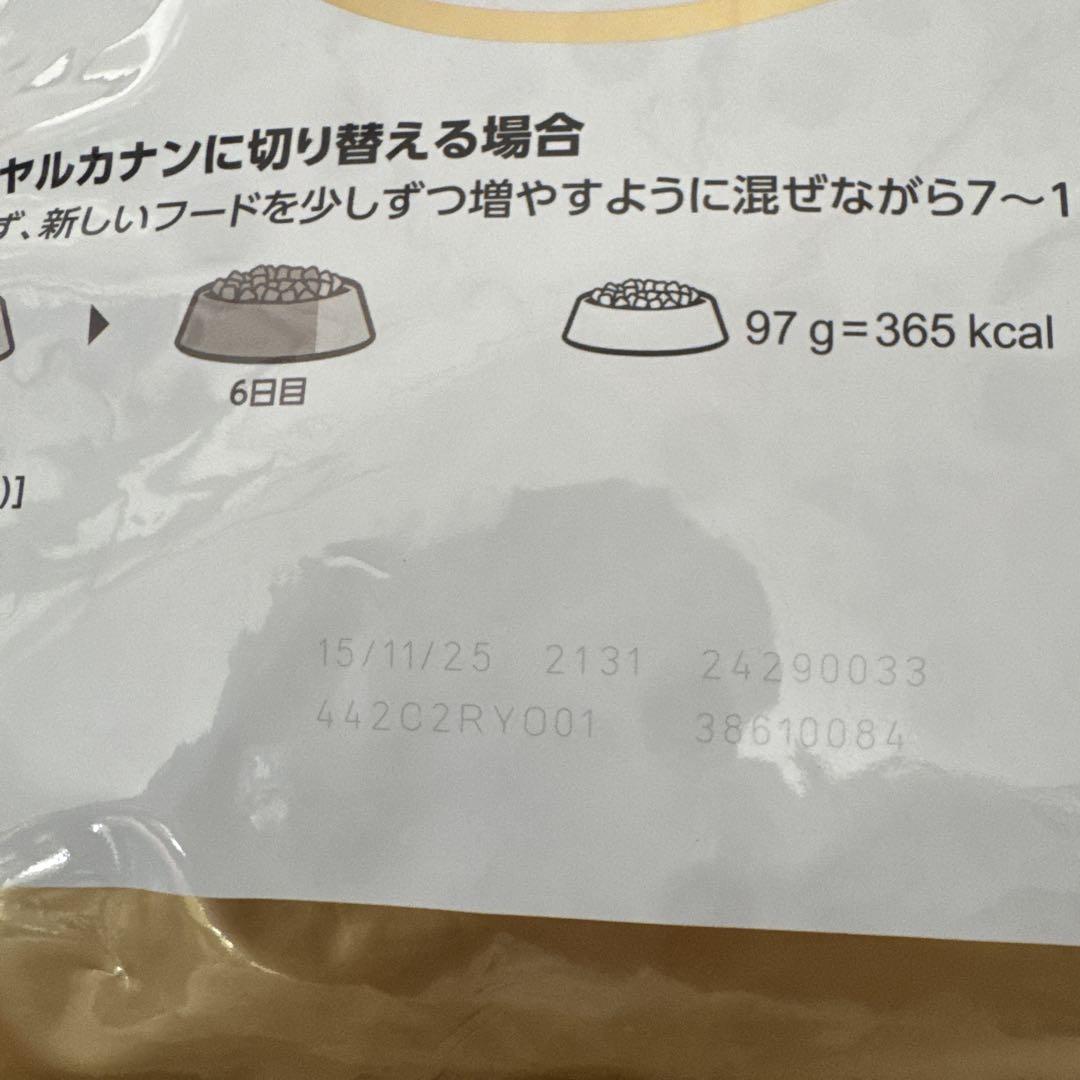 ヤルカナンに切り替える場合
ず、新しいフードを少しずつ増やすように混ぜながら7〜1
6日目
97 g=365 kcal
)]
15/11/25 2131 24290033
442C2RY001 38610084